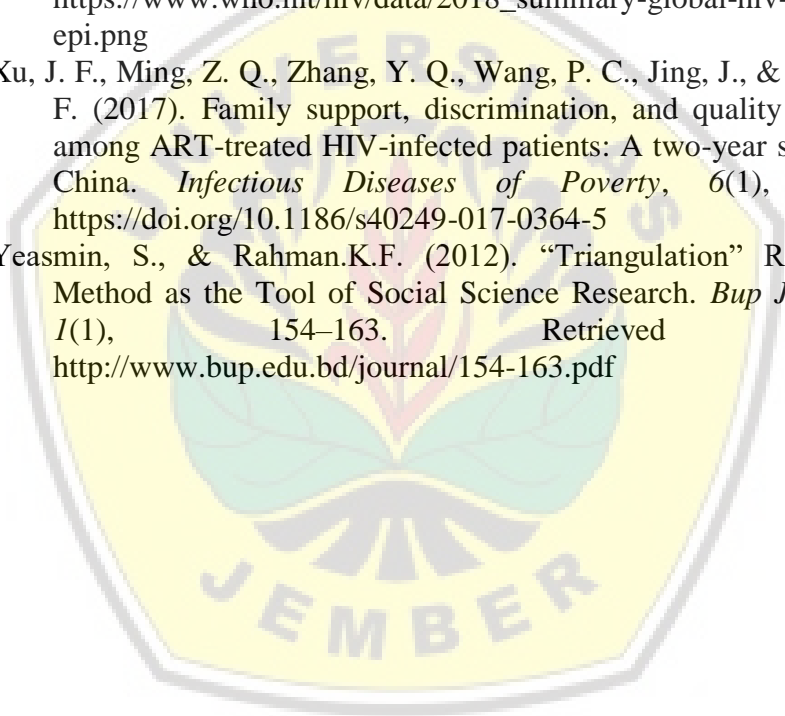 https://www.who.int/hiv/data/2018_summary-global-hiv-
epi.png
Xu, J. F., Ming, Z. Q., Zhang, Y. Q., Wang, P. C., Jing, J., &
F. (2017). Family support, discrimination, and quality
among ART-treated HIV-infected patients: A two-year s
China. Infectious Diseases of Poverty, 6(1),
https://doi.org/10.1186/s40249-017-0364-5
Yeasmin, S., & Rahman.K.F. (2012). “Triangulation” R
Method as the Tool of Social Science Research. Bup J
1(1), 154–163. Retrieved
http://www.bup.edu.bd/journal/154-163.pdf
UNIVERSITAS
JEMBER